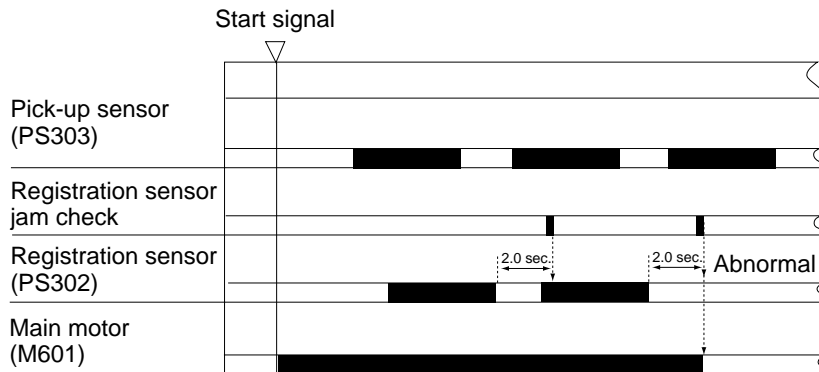 Start signal
Pick-up sensor
(PS303)
Registration sensor
jam check
Registration sensor
(PS302)
2.0 sec.
2.0 sec.
Abnormal
Main motor
(M601)